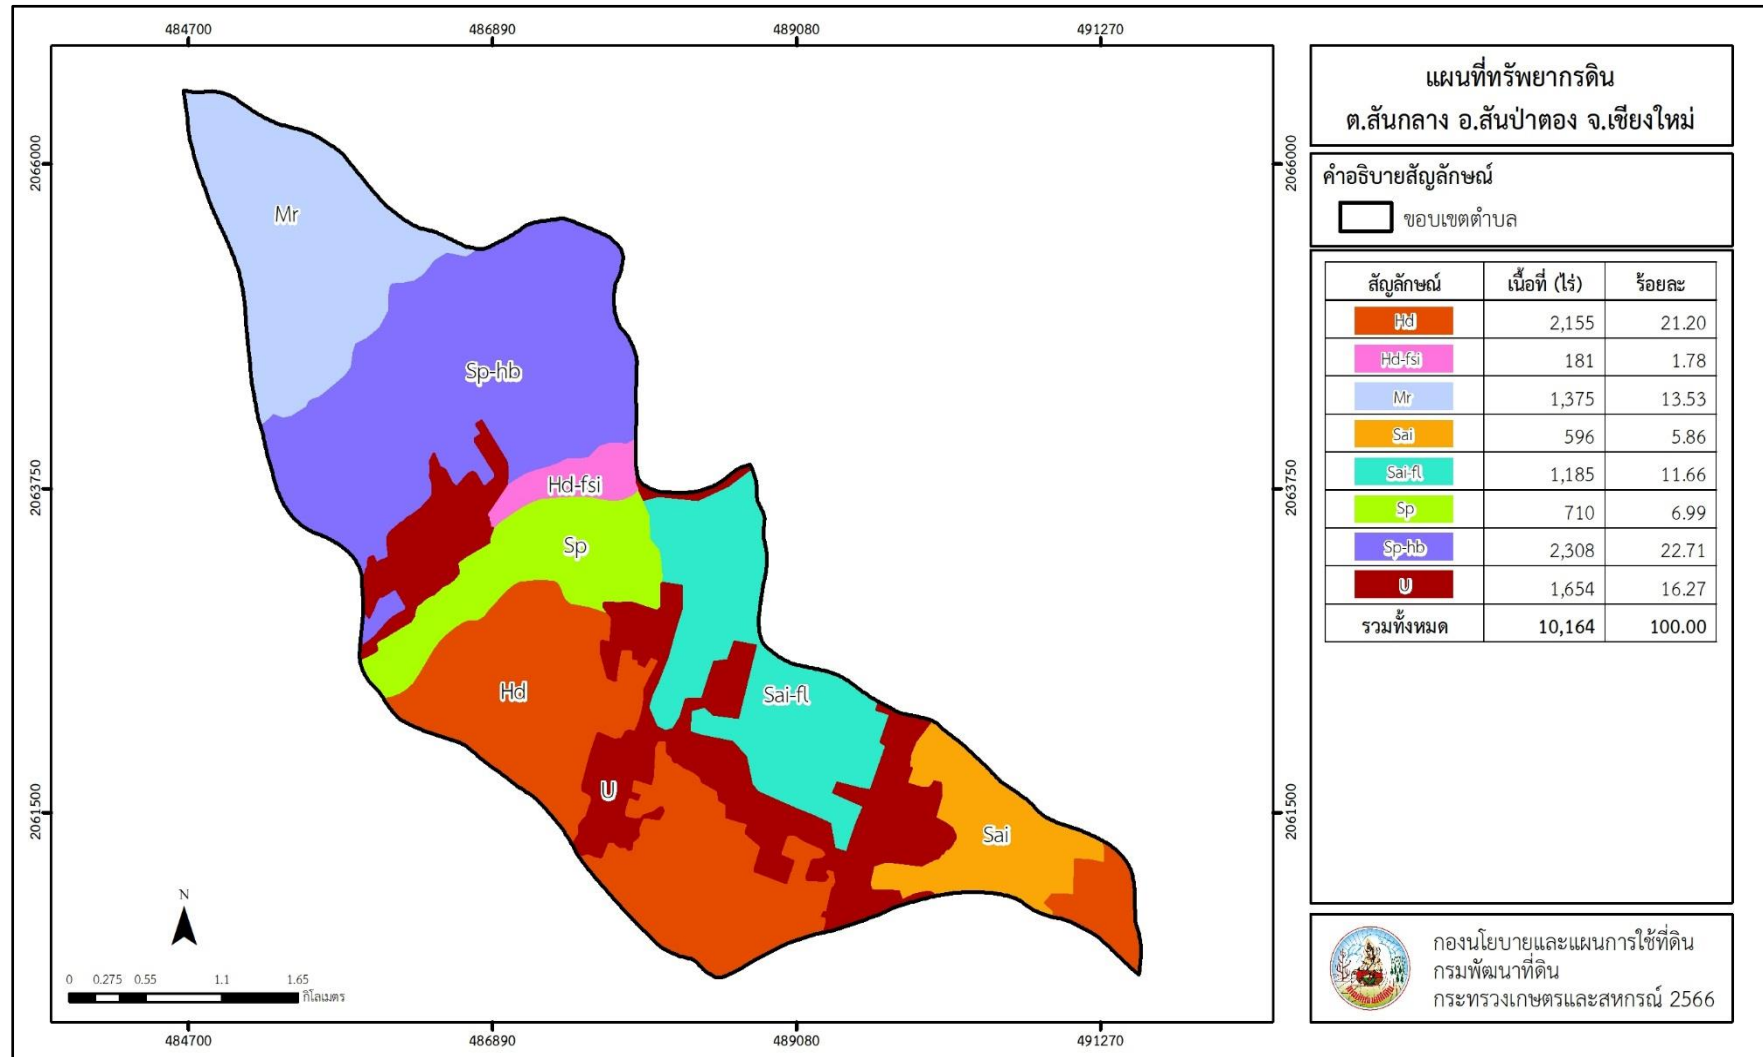 484700
486890
489080
491270
2066000
2063750
2061500
2066000
2063750
2061500
Mr
Sp-hb
Hd-fsi
Sp
Hd
Sai-fl
U
Sai
N
0 0.275 0.55 1.1 1.65
กิโลเมตร
484700
486890
489080
491270
แผนที่ทรัพยากรดิน
ต.สันกลาง อ.สันป่าตอง จ.เชียงใหม่
คำอธิบายสัญลักษณ์
ขอบเขตตำบล
สัญลักษณ์ เนื้อที่ (ไร่) ร้อยละ
Hd 2,155 21.20
Hd-fsi 181 1.78
Mr 1,375 13.53
Sai 596 5.86
Sai-fl 1,185 11.66
Sp 710 6.99
Sp-hb 2,308 22.71
U 1,654 16.27
รวมทั้งหมด 10,164 100.00
กองนโยบายและแผนการใช้ที่ดิน
กรมพัฒนาที่ดิน
กระทรวงเกษตรและสหกรณ์ 2566